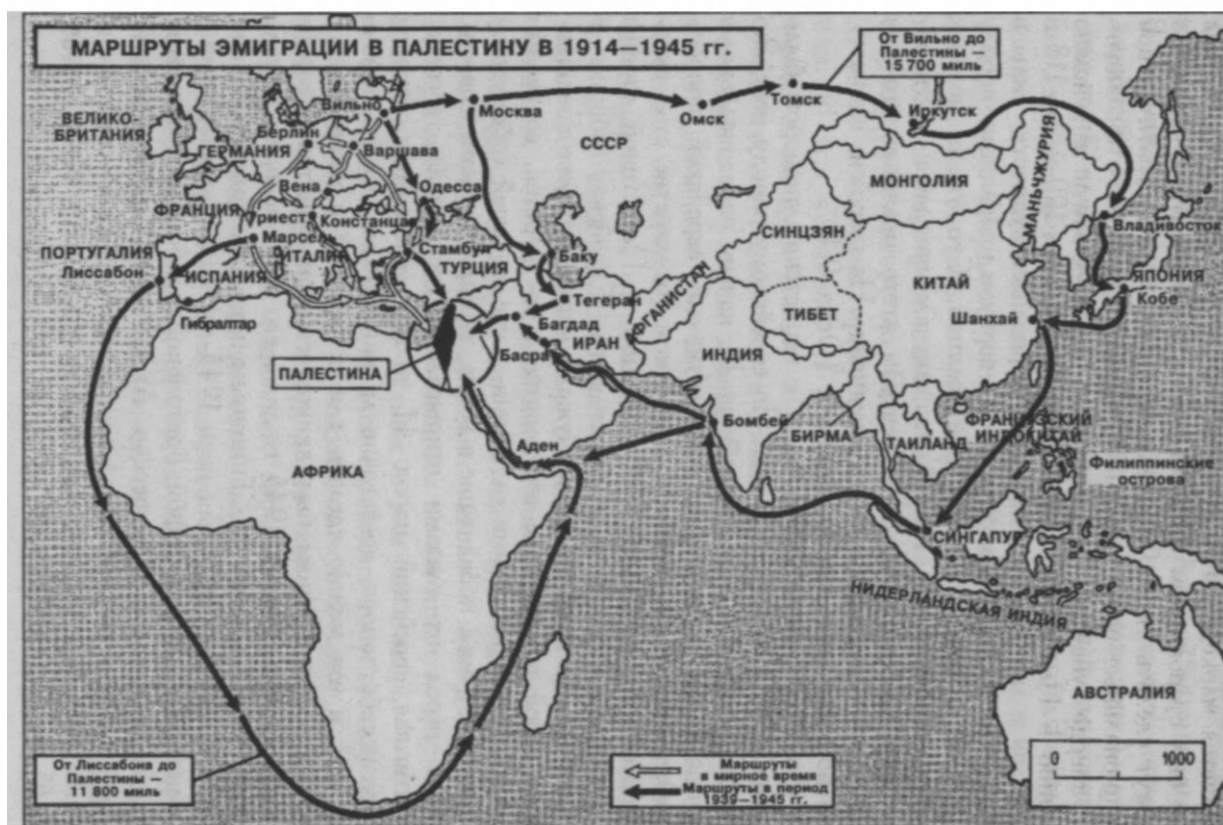 МАРШРУТЫ ЭМИГРАЦИИ В ПАЛЕСТИНУ В 1914—1945 гг.
От Вильно до
Палестины —
15 700 миль
ВЕЛИКО-
БРИТАНИЯ
Вильно
Москва
Омск
Томск
Иркутск
Берлин
ГЕРМАНИЯ
Варшава
СССР
МОНГОЛИЯ
МАНЬЧЖУРИЯ
Вена
Одесса
ФРАНЦИЯ
Триест
Констанца
СИНЦЗЯН
Владивосток
ПОРТУГАЛИЯ
Лиссабон
Марсель
ИТАЛИЯ
Стамбул
ТУРЦИЯ
Баку
ИСПАНИЯ
АФГАНИСТАН
КИТАЙ
ЯПОНИЯ
Кобе
Гибралтар
Тегеран
ТИБЕТ
Шанхай
Багдад
ИРАН
Басра
ИНДИЯ
ПАЛЕСТИНА
Бомбей
БИРМА
ТАИЛАНД
ФРАНЦУЗСКИЙ
ИНДОКИТАЙ
Аден
АФРИКА
Филиппинские
острова
СИНГАПУР
НИДЕРЛАНДСКАЯ ИНДИЯ
АВСТРАЛИЯ
От Лиссабона до
Палестины —
11 800 миль
Маршруты
в мирное время
Маршруты в период
1939—1945 гг.
0 1000